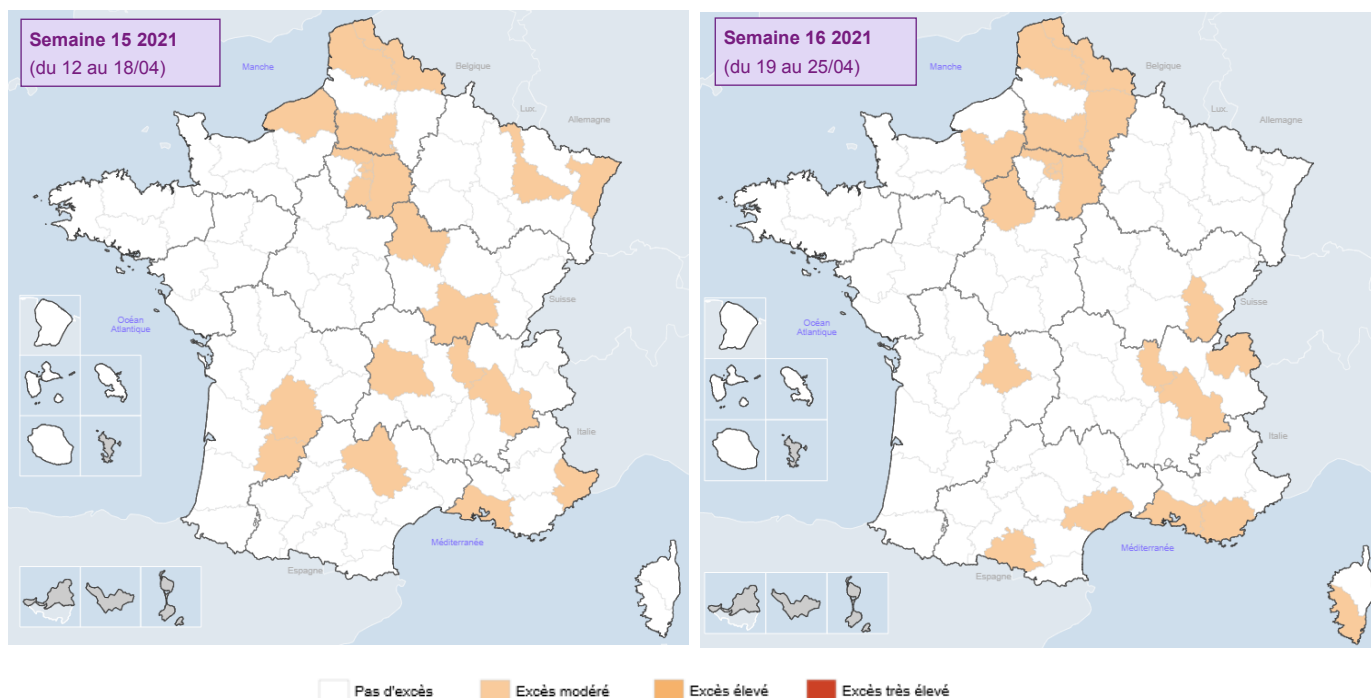 Semaine 15 2021
(du 12 au 18/04)
Manche
Belgique
Lux.
Allemagne
Suisse
Océan
Atlantique
Italie
Méditerranée
Espagne
Semaine 16 2021
(du 19 au 25/04)
Manche
Belgique
Lux.
Allemagne
Suisse
Océan
Atlantique
Italie
Méditerranée
Espagne
Pas d'excès
Excès modéré
Excès élevé
Excès très élevé